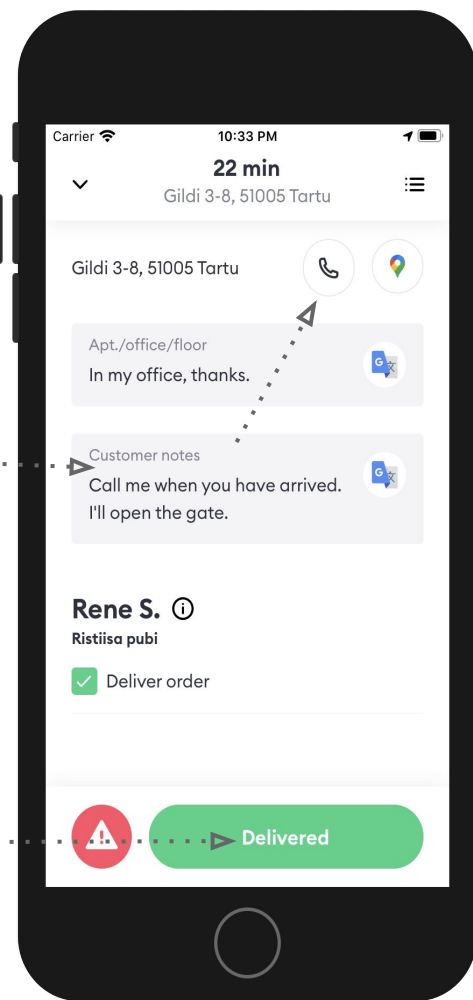 Carrier 10:33 PM
22 min
Gildi 3-8, 51005 Tartu
Gildi 3-8, 51005 Tartu
Apt./office/floor
In my office, thanks.
G 文
Customer notes
Call me when you have arrived.
I'll open the gate.
G 文
Rene S.
Ristiisa pubi
Deliver order
Delivered